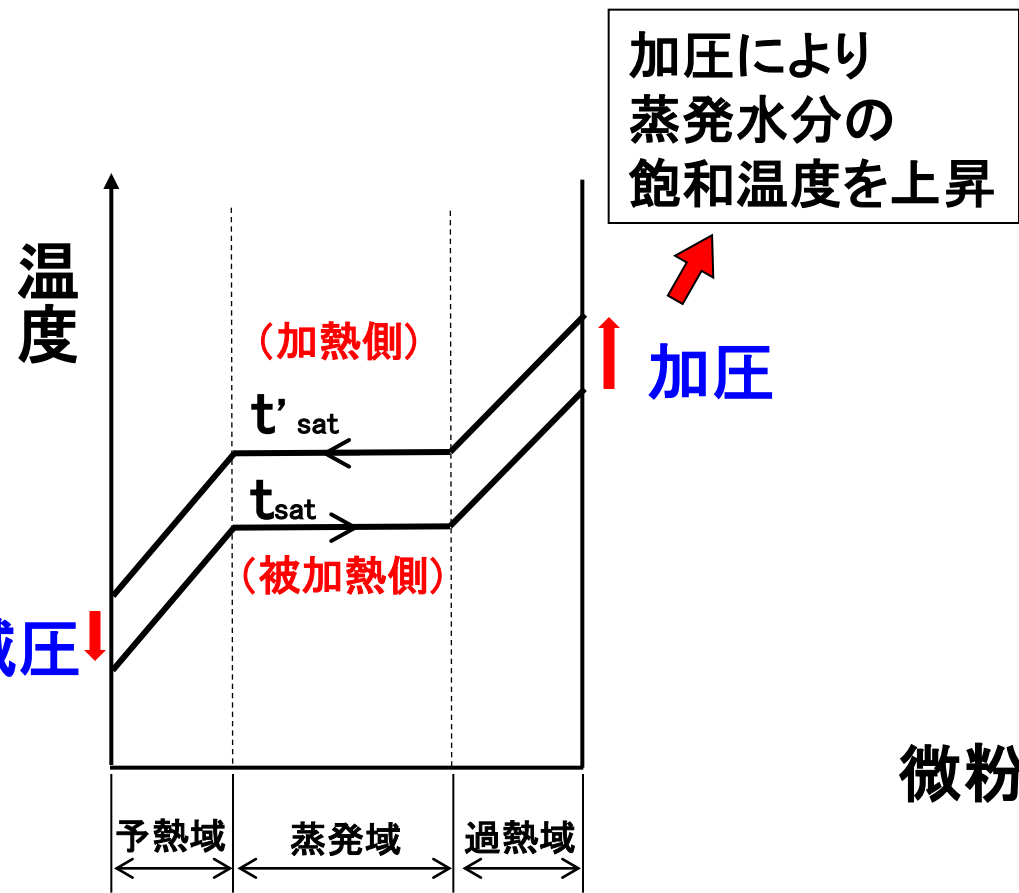 加圧により
蒸発水分の
飽和温度を上昇
温度
（加熱側）
加圧
t’sat
tsat
（被加熱側）
減圧
微粉
予熱域
蒸発域
過熱域